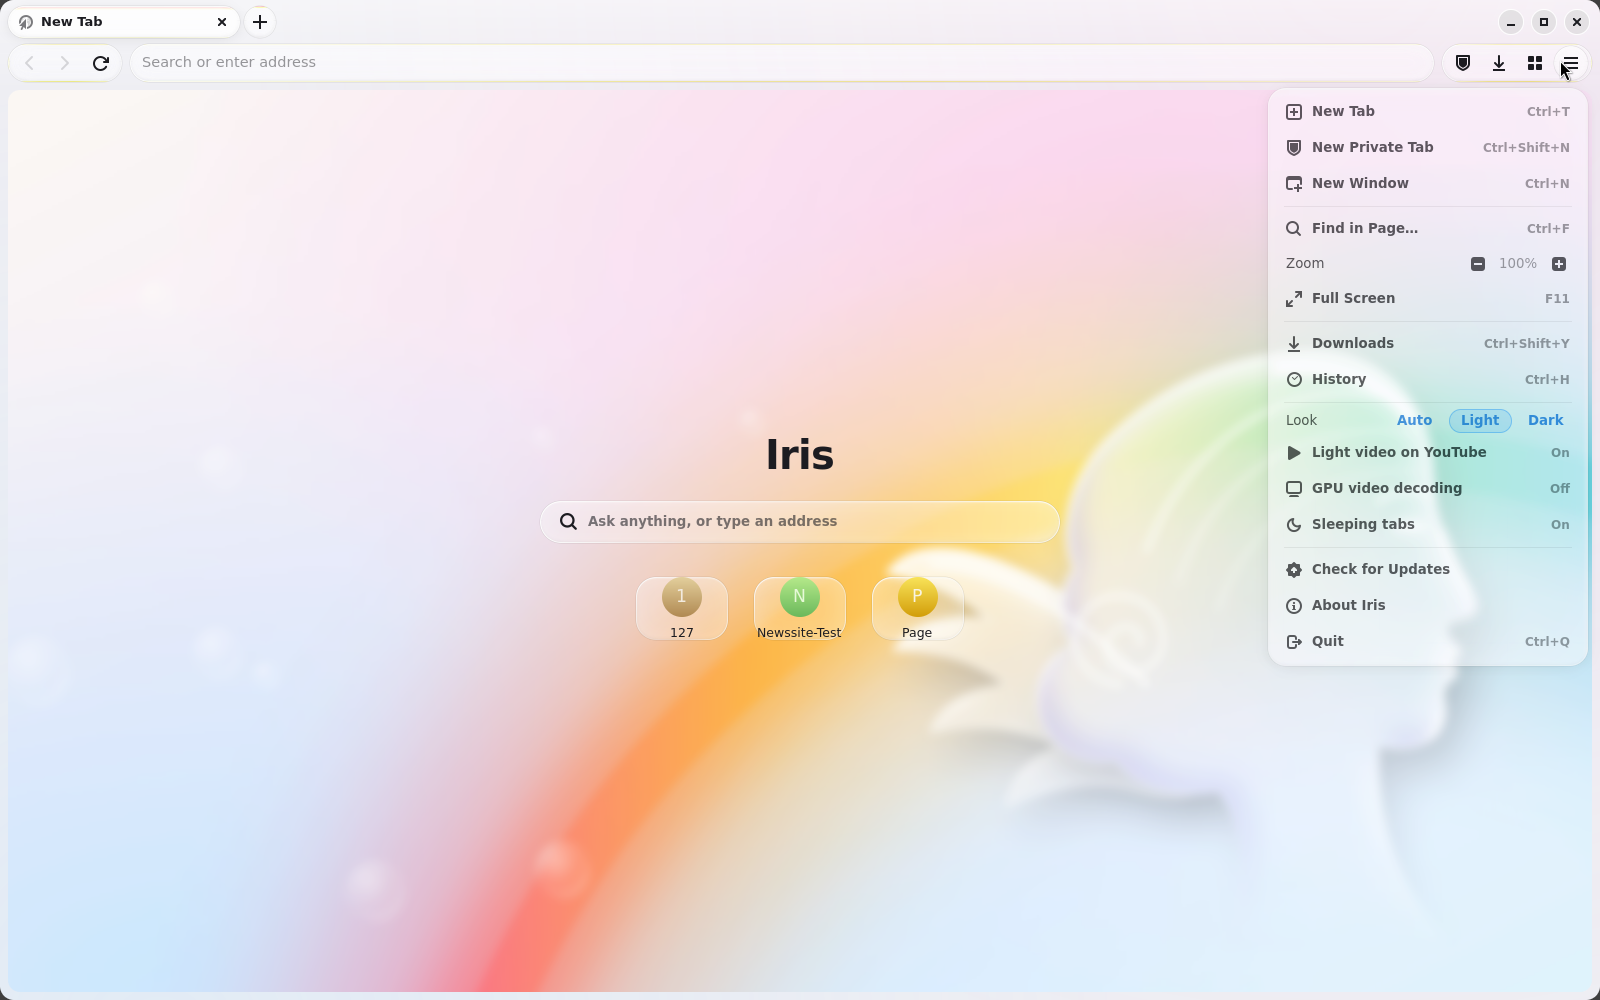 New Tab
Search or enter address
New Tab Ctrl+T
New Private Tab Ctrl+Shift+N
New Window Ctrl+N
Find in Page... Ctrl+F
Zoom 100%
Full Screen F11
Downloads Ctrl+Shift+Y
History Ctrl+H
Look Auto Light Dark
Light video on YouTube On
GPU video decoding Off
Sleeping tabs On
Check for Updates
About Iris
Quit Ctrl+Q
Iris
Ask anything, or type an address
1 N P
127 Newssite-Test Page